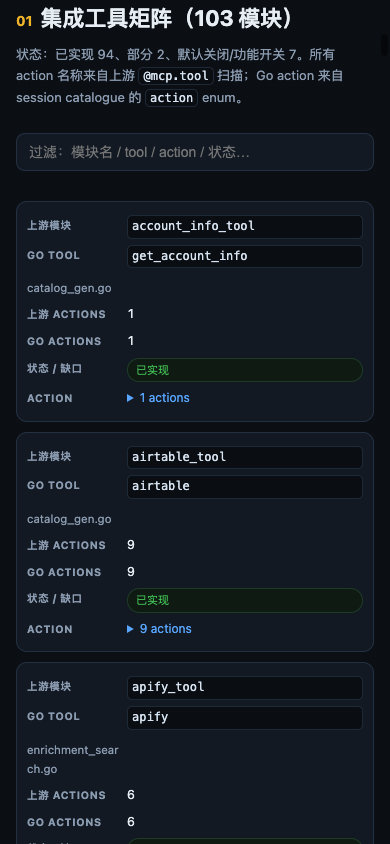 01 集成工具矩阵（103 模块）
状态：已实现 94、部分 2、默认关闭/功能开关 7。所有
action 名称来自上游 @mcp.tool 扫描；Go action 来自
session catalogue 的 action enum。
过滤：模块名 / tool / action / 状态...
上游模块 account_info_tool
GO TOOL get_account_info
catalog_gen.go
上游 ACTIONS 1
GO ACTIONS 1
状态 / 缺口 已实现
ACTION ▶ 1 actions
上游模块 airtable_tool
GO TOOL airtable
catalog_gen.go
上游 ACTIONS 9
GO ACTIONS 9
状态 / 缺口 已实现
ACTION ▶ 9 actions
上游模块 apify_tool
GO TOOL apify
enrichment_sear
ch.go
上游 ACTIONS 6
GO ACTIONS 6